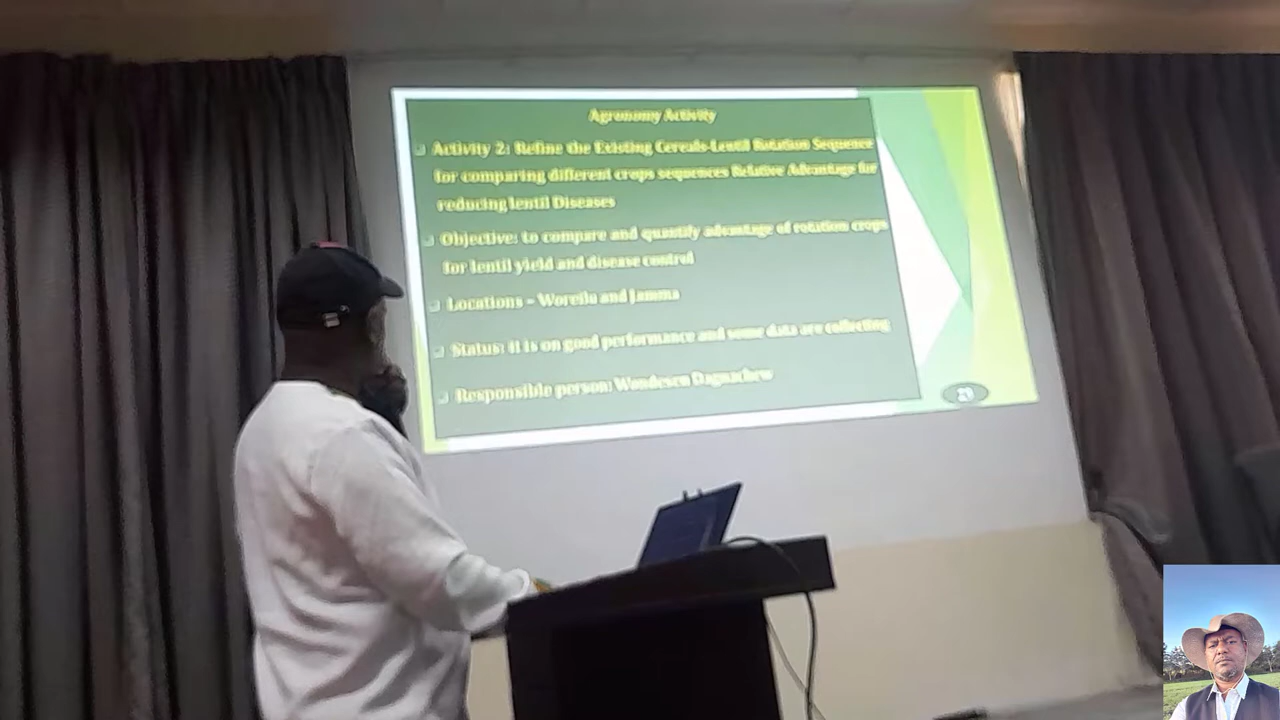 Agronomy Activity
Activity 2: Refine the Existing Cereals-Lentil Rotation Sequence
for comparing different crops sequences Relative Advantage for
reducing lentil Diseases
Objective: to compare and quantify advantage of rotation crops
for lentil yield and disease control
Locations – Woreilu and Jamma
Status: it is on good performance and some data are collecting
Responsible person: Wondesen Dagnachew